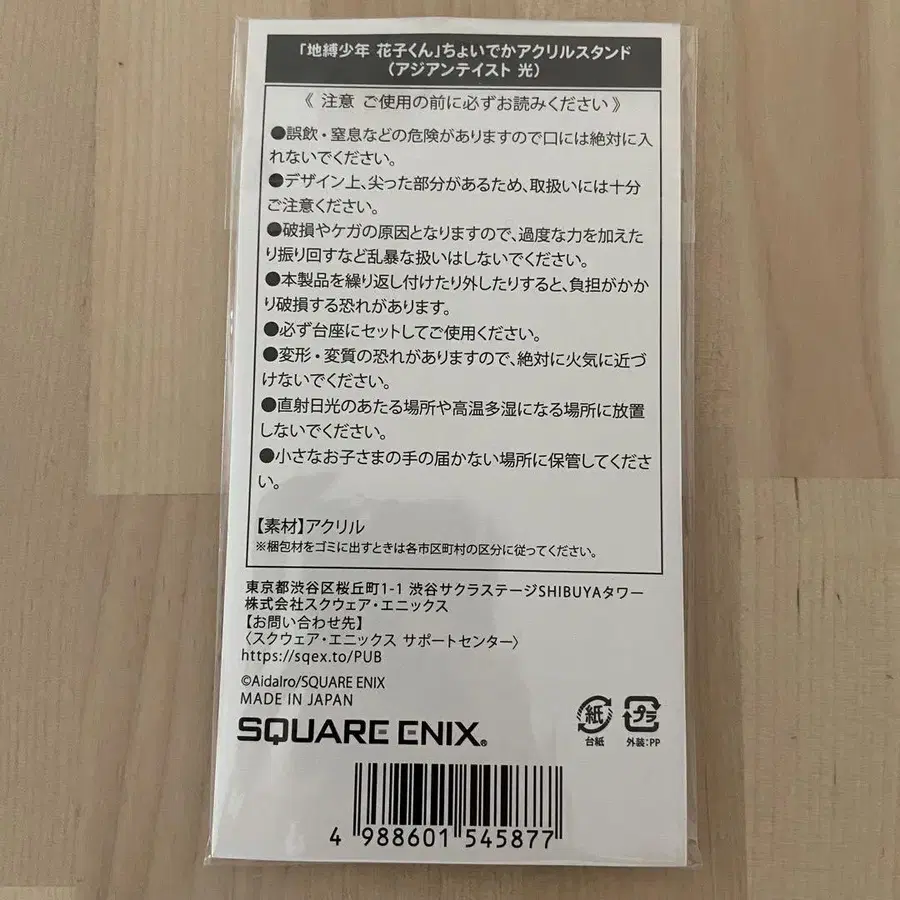 「地縛少年 花子くん」ちょいでかアクリルスタンド
(アジアンテイスト 光)
《 注意 ご使用の前に必ずお読みください 》
●誤飲・窒息などの危険がありますので口には絶対に入
れないでください。
●デザイン上、尖った部分があるため、取扱いには十分
ご注意ください。
●破損やケガの原因となりますので、過度な力を加えた
り振り回すなど乱暴な扱いはしないでください。
●本製品を繰り返し付けたり外したりすると、負担がかか
り破損する恐れがあります。
●必ず台座にセットしてご使用ください。
●変形・変質の恐れがありますので、絶対に火気に近づ
けないでください。
●直射日光のあたる場所や高温多湿になる場所に放置
しないでください。
●小さなお子さまの手の届かない場所に保管してくださ
い。
【素材】アクリル
※梱包材をゴミに出すときは各市区町村の区分に従ってください。
東京都渋谷区桜丘町1-1 渋谷サクラステージSHIBUYAタワー
株式会社スクウェア・エニックス
【お問い合わせ先】
〈スクウェア・エニックス サポートセンター〉
https://sqex.to/PUB
©AidaIro/SQUARE ENIX
MADE IN JAPAN
SQUARE ENIX®
紙 プラ
台紙 外装:PP
4 988601 545877